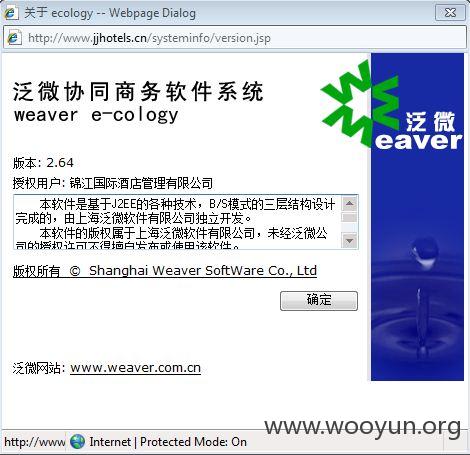 关于 ecology -- Webpage Dialog
http://www.jjhotels.cn/systeminfo/version.jsp
泛微协同商务软件系统
weaver e-cology
泛微
eaver
版本: 2.64
授权用户: 锦江国际酒店管理有限公司
本软件是基于J2EE的各种技术，B/S模式的三层结构设计
完成的，由上海泛微软件有限公司独立开发。
本软件的版权属于上海泛微软件有限公司，未经泛微公
司的授权许可不得擅自发布或使用该软件。
版权所有 © Shanghai Weaver SoftWare Co., Ltd
确定
泛微网站: www.weaver.com.cn
www.wooyun.org
http://www
Internet | Protected Mode: On